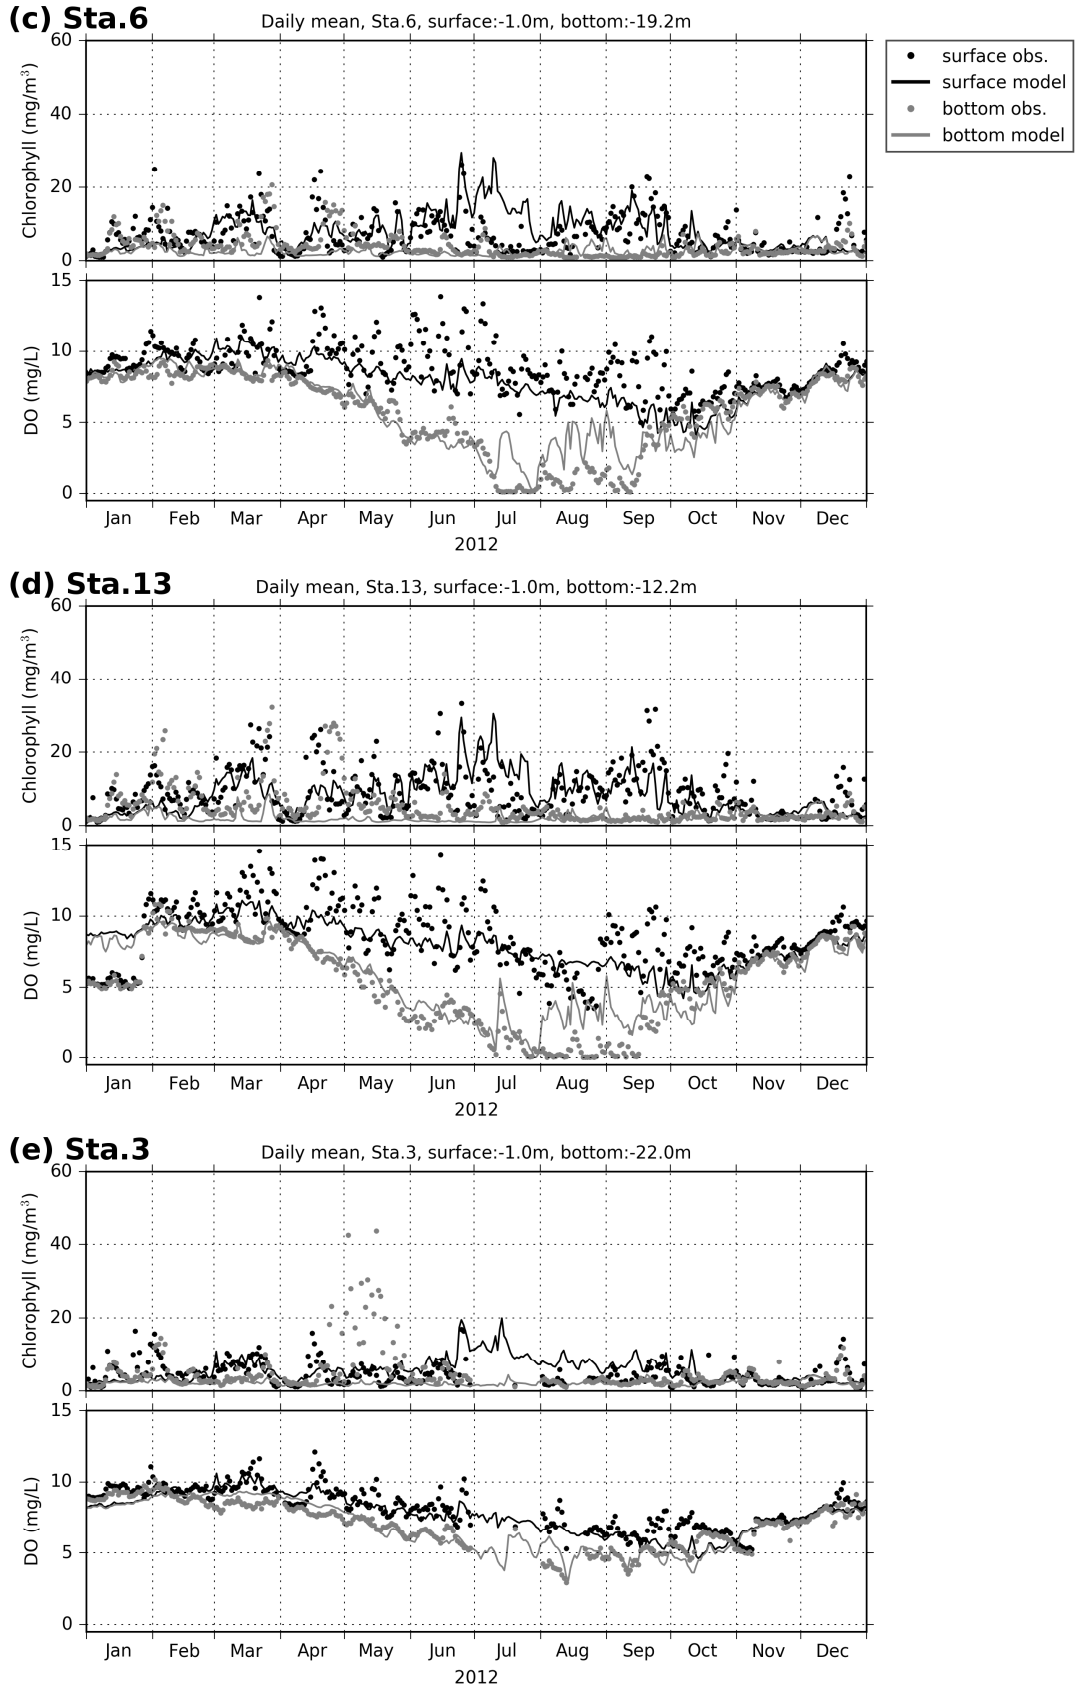 (c) Sta.6
Daily mean, Sta.6, surface:-1.0m, bottom:-19.2m
surface obs.
surface model
bottom obs.
bottom model
Chlorophyll (mg/m³)
60
40
20
0
DO (mg/L)
15
10
5
0
Jan Feb Mar Apr May Jun Jul Aug Sep Oct Nov Dec
2012
(d) Sta.13
Daily mean, Sta.13, surface:-1.0m, bottom:-12.2m
Chlorophyll (mg/m³)
60
40
20
0
DO (mg/L)
15
10
5
0
Jan Feb Mar Apr May Jun Jul Aug Sep Oct Nov Dec
2012
(e) Sta.3
Daily mean, Sta.3, surface:-1.0m, bottom:-22.0m
Chlorophyll (mg/m³)
60
40
20
0
DO (mg/L)
15
10
5
0
Jan Feb Mar Apr May Jun Jul Aug Sep Oct Nov Dec
2012